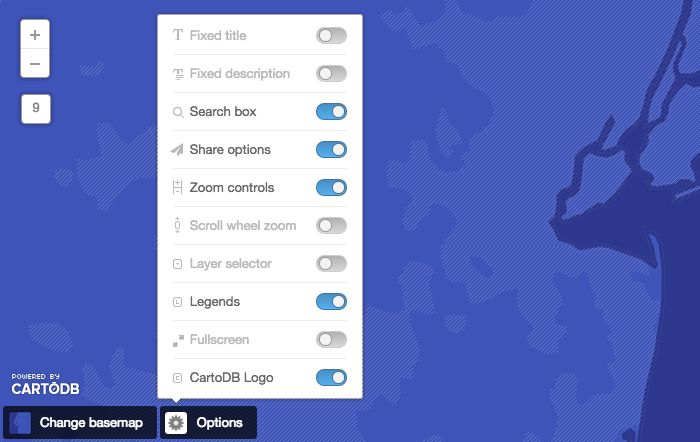 +
−
9
Fixed title
Fixed description
Search box
Share options
Zoom controls
Scroll wheel zoom
Layer selector
Legends
Fullscreen
CartoDB Logo
POWERED BY
CARTODB
Change basemap
Options